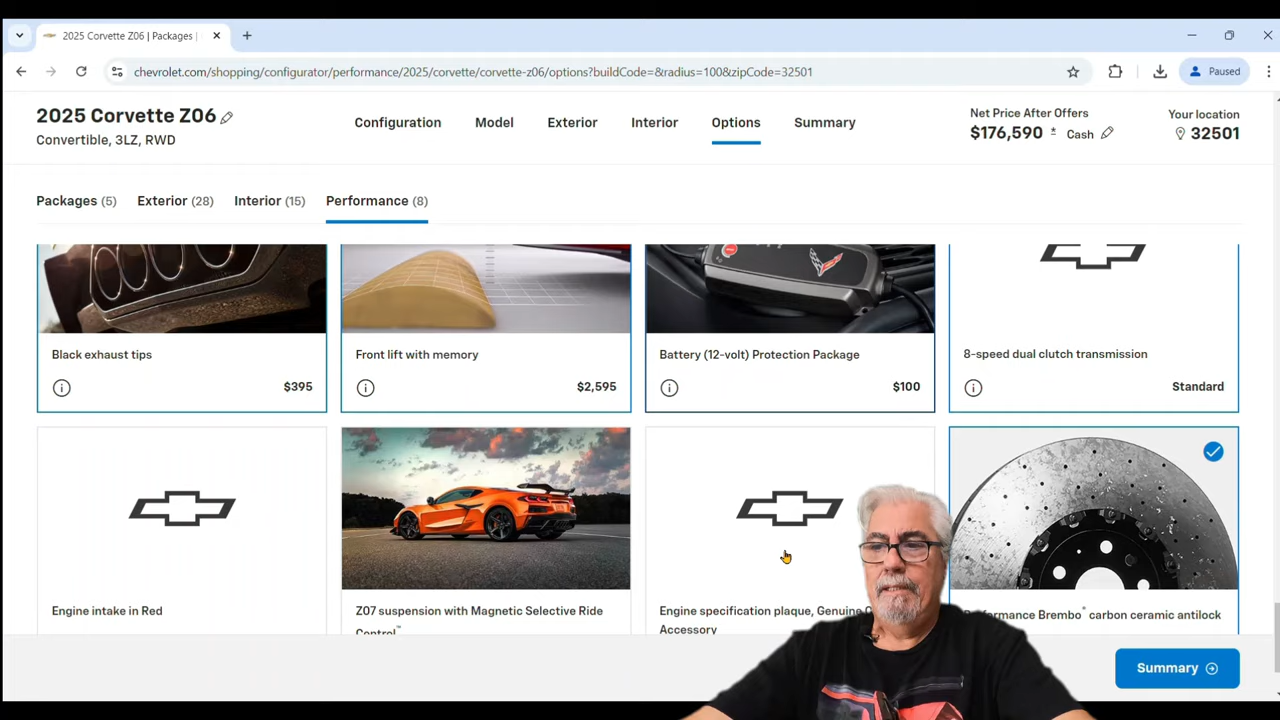 2025 Corvette Z06 | Packages |
chevrolet.com/shopping/configurator/performance/2025/corvette/corvette-z06/options?buildCode=&radius=100&zipCode=32501
Paused
2025 Corvette Z06
Convertible, 3LZ, RWD
Configuration
Model
Exterior
Interior
Options
Summary
Net Price After Offers
$176,590 ± Cash
Your location
32501
Packages (5)
Exterior (28)
Interior (15)
Performance (8)
Black exhaust tips
$395
Front lift with memory
$2,595
Battery (12-volt) Protection Package
$100
8-speed dual clutch transmission
Standard
Engine intake in Red
Z07 suspension with Magnetic Selective Ride
Control™
Engine specification plaque, Genuine
Accessory
Brembo® carbon ceramic antilock
Summary